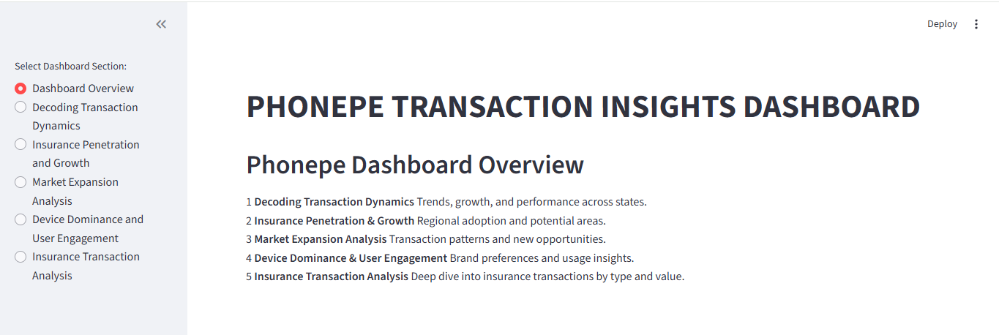 Deploy
Select Dashboard Section:
Dashboard Overview
Decoding Transaction
Dynamics
Insurance Penetration
and Growth
Market Expansion
Analysis
Device Dominance and
User Engagement
Insurance Transaction
Analysis
PHONEPE TRANSACTION INSIGHTS DASHBOARD
Phonepe Dashboard Overview
1 Decoding Transaction Dynamics Trends, growth, and performance across states.
2 Insurance Penetration & Growth Regional adoption and potential areas.
3 Market Expansion Analysis Transaction patterns and new opportunities.
4 Device Dominance & User Engagement Brand preferences and usage insights.
5 Insurance Transaction Analysis Deep dive into insurance transactions by type and value.